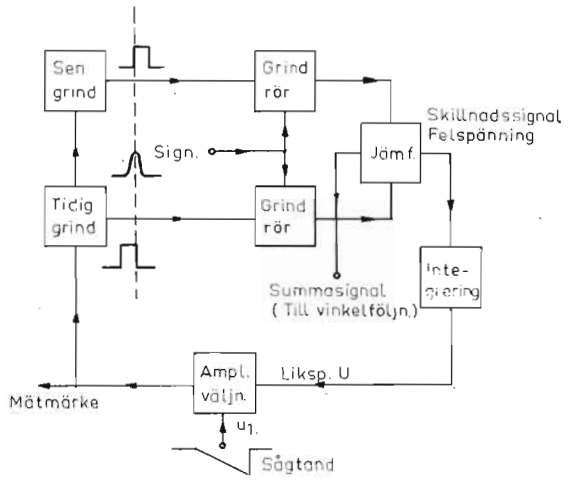 Sen
grind
Grind
rör
Skillnadssignal
Felspänning
Sign.
Jämf.
Tidig
grind
Grind
rör
Inte-
grering
Summasignal
( Till vinkelföljn.)
Ampl.
väljn.
Liksp. U
Mätmärke
u1.
Sågtand